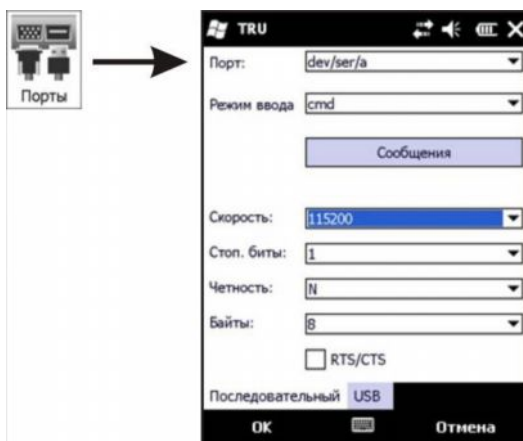 Порты
TRU
Порт: dev/ser/a
Режим ввода cmd
Сообщения
Скорость: 115200
Стоп. биты: 1
Четность: N
Байты: 8
RTS/CTS
Последовательный USB
OK Отмена